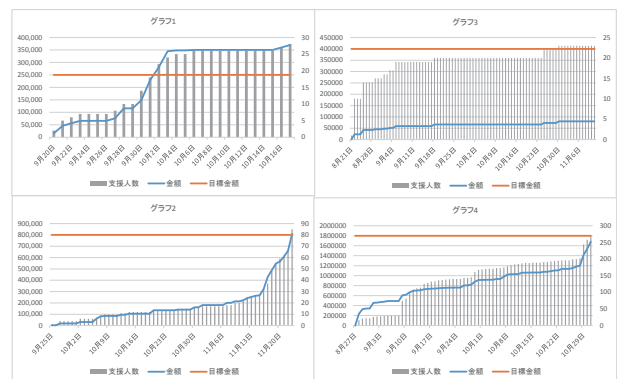 グラフ1
400,000
350,000
300,000
250,000
200,000
150,000
100,000
50,000
0
30
25
20
15
10
5
0
9月20日
9月22日
9月24日
9月26日
9月28日
9月30日
10月2日
10月4日
10月6日
10月8日
10月10日
10月12日
10月14日
10月16日
支援人数 金額 目標金額
グラフ3
450000
400000
350000
300000
250000
200000
150000
100000
50000
0
25
20
15
10
5
0
8月21日
8月28日
9月4日
9月11日
9月18日
9月25日
10月2日
10月9日
10月16日
10月23日
10月30日
11月6日
支援人数 金額 目標金額
グラフ2
900,000
800,000
700,000
600,000
500,000
400,000
300,000
200,000
100,000
0
90
80
70
60
50
40
30
20
10
0
9月25日
10月2日
10月9日
10月16日
10月23日
10月30日
11月6日
11月13日
11月20日
支援人数 金額 目標金額
グラフ4
2000000
1800000
1600000
1400000
1200000
1000000
800000
600000
400000
200000
0
300
250
200
150
100
50
0
8月27日
9月3日
9月10日
9月17日
9月24日
10月1日
10月8日
10月15日
10月22日
10月29日
支援人数 金額 目標金額